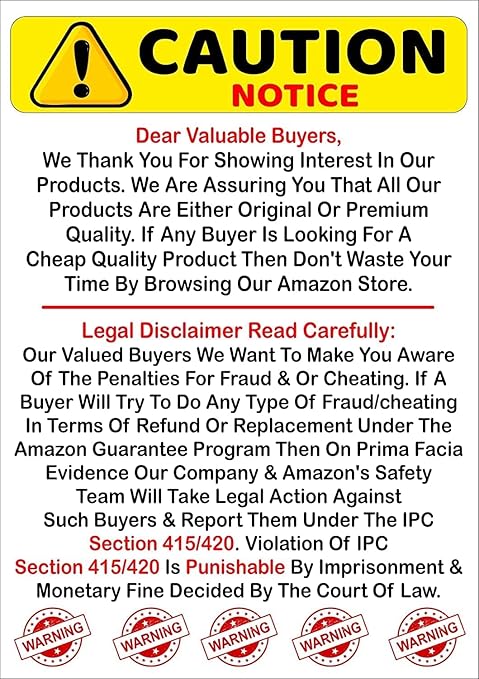 !
CAUTION
NOTICE
Dear Valuable Buyers,
We Thank You For Showing Interest In Our
Products. We Are Assuring You That All Our
Products Are Either Original Or Premium
Quality. If Any Buyer Is Looking For A
Cheap Quality Product Then Don't Waste Your
Time By Browsing Our Amazon Store.
Legal Disclaimer Read Carefully:
Our Valued Buyers We Want To Make You Aware
Of The Penalties For Fraud & Or Cheating. If A
Buyer Will Try To Do Any Type Of Fraud/cheating
In Terms Of Refund Or Replacement Under The
Amazon Guarantee Program Then On Prima Facia
Evidence Our Company & Amazon's Safety
Team Will Take Legal Action Against
Such Buyers & Report Them Under The IPC
Section 415/420. Violation Of IPC
Section 415/420 Is Punishable By Imprisonment &
Monetary Fine Decided By The Court Of Law.
WARNING WARNING WARNING WARNING WARNING